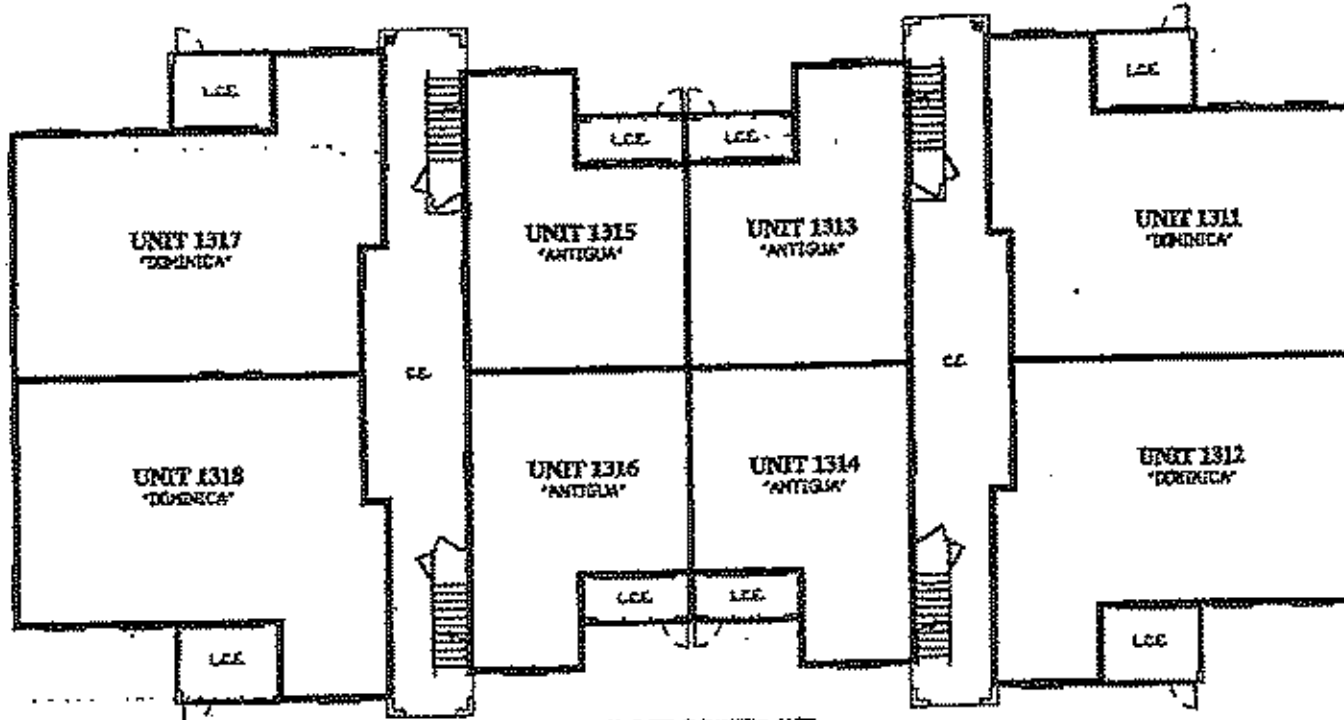 L.C.E.
L.C.E.
L.C.E.
L.C.E.
UNIT 1317
"DOMINICA"
UNIT 1315
"ANTIGUA"
UNIT 1313
"ANTIGUA"
UNIT 1311
"DOMINICA"
C.E.
C.E.
UNIT 1318
"DOMINICA"
UNIT 1316
"ANTIGUA"
UNIT 1314
"ANTIGUA"
UNIT 1312
"DOMINICA"
L.C.E.
L.C.E.
L.C.E.
L.C.E.